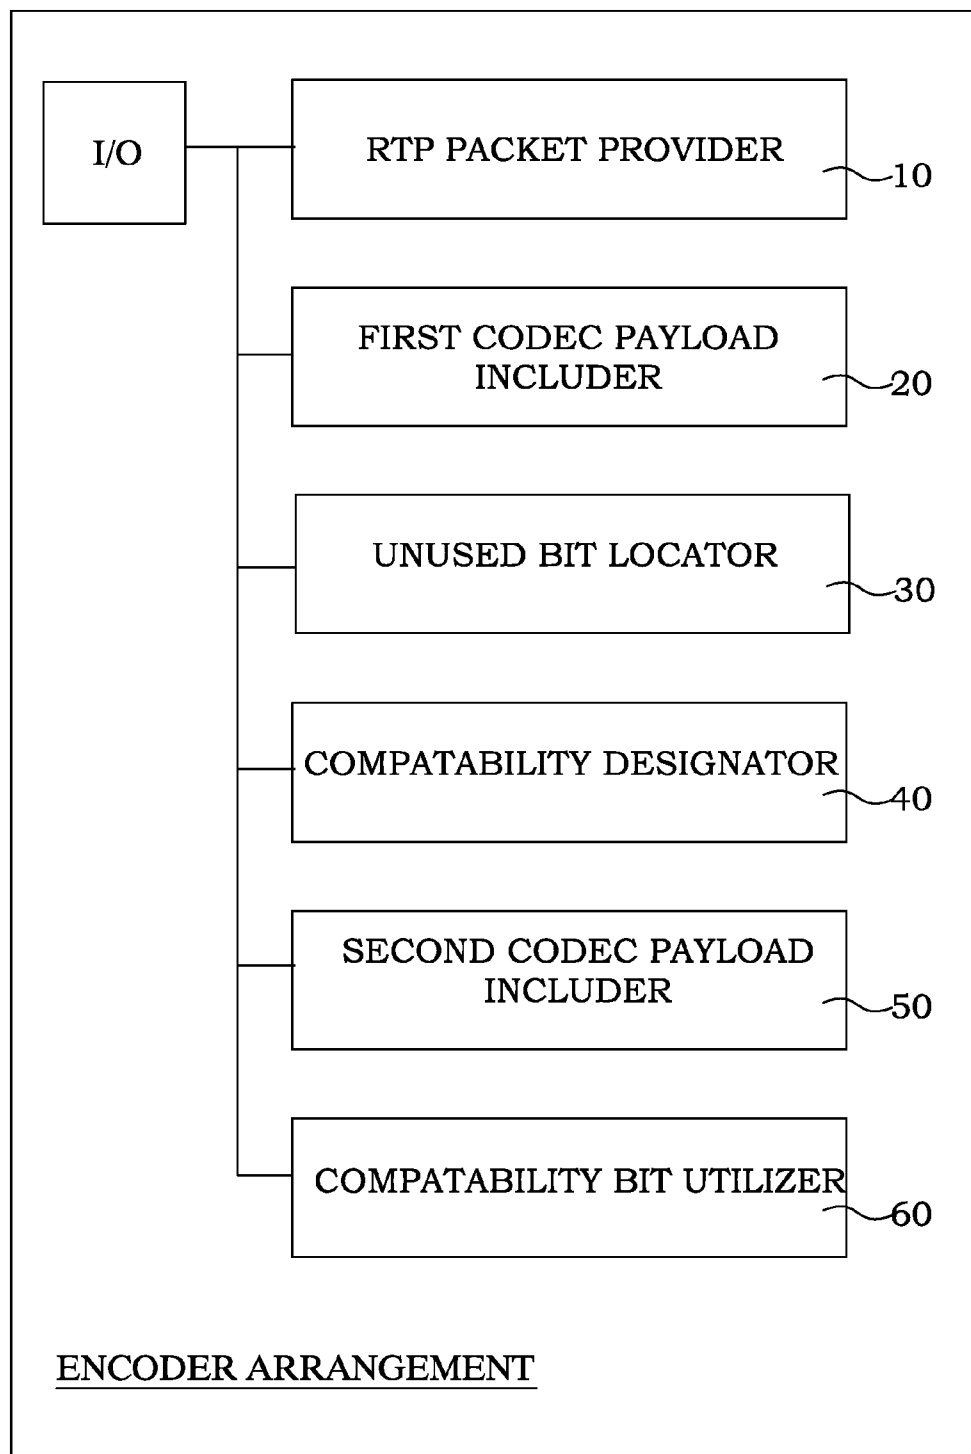 I/O
RTP PACKET PROVIDER
10
FIRST CODEC PAYLOAD
INCLUDER
20
UNUSED BIT LOCATOR
30
COMPATABILITY DESIGNATOR
40
SECOND CODEC PAYLOAD
INCLUDER
50
COMPATABILITY BIT UTILIZER
60
ENCODER ARRANGEMENT